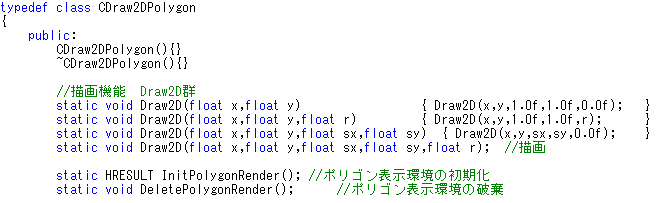 typedef class CDraw2DPolygon
{
public:
CDraw2DPolygon(){}
~CDraw2DPolygon(){}
//描画機能 Draw2D群
static void Draw2D(float x,float y) { Draw2D(x,y,1.0f,1.0f,0.0f); }
static void Draw2D(float x,float y,float r) { Draw2D(x,y,1.0f,1.0f,r); }
static void Draw2D(float x,float y,float sx,float sy) { Draw2D(x,y,sx,sy,0.0f); }
static void Draw2D(float x,float y,float sx,float sy,float r); //描画
static HRESULT InitPolygonRender(); //ポリゴン表示環境の初期化
static void DeletePolygonRender(); //ポリゴン表示環境の破棄